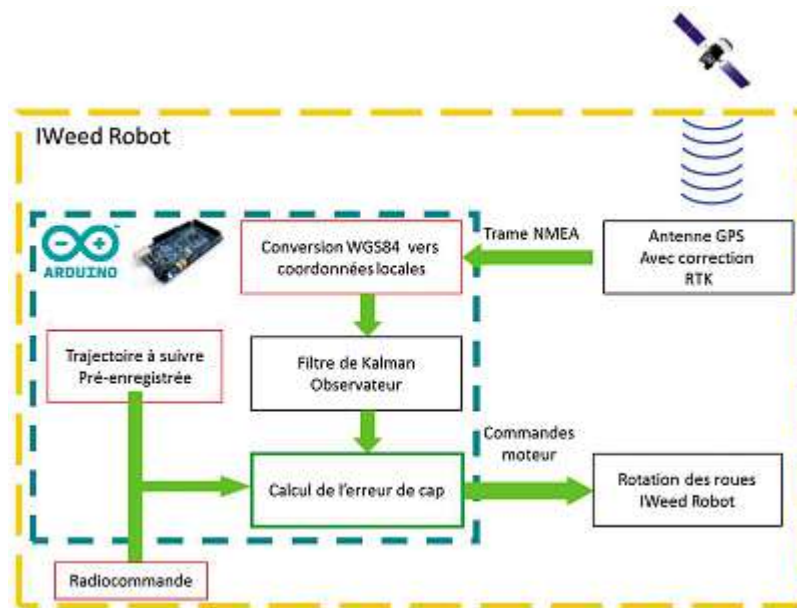 IWeed Robot
ARDUINO
Conversion WGS84 vers
coordonnées locales
Trame NMEA
Antenne GPS
Avec correction
RTK
Trajectoire à suivre
Pré-enregistrée
Filtre de Kalman
Observateur
Commandes
moteur
Calcul de l'erreur de cap
Rotation des roues
IWeed Robot
Radiocommande